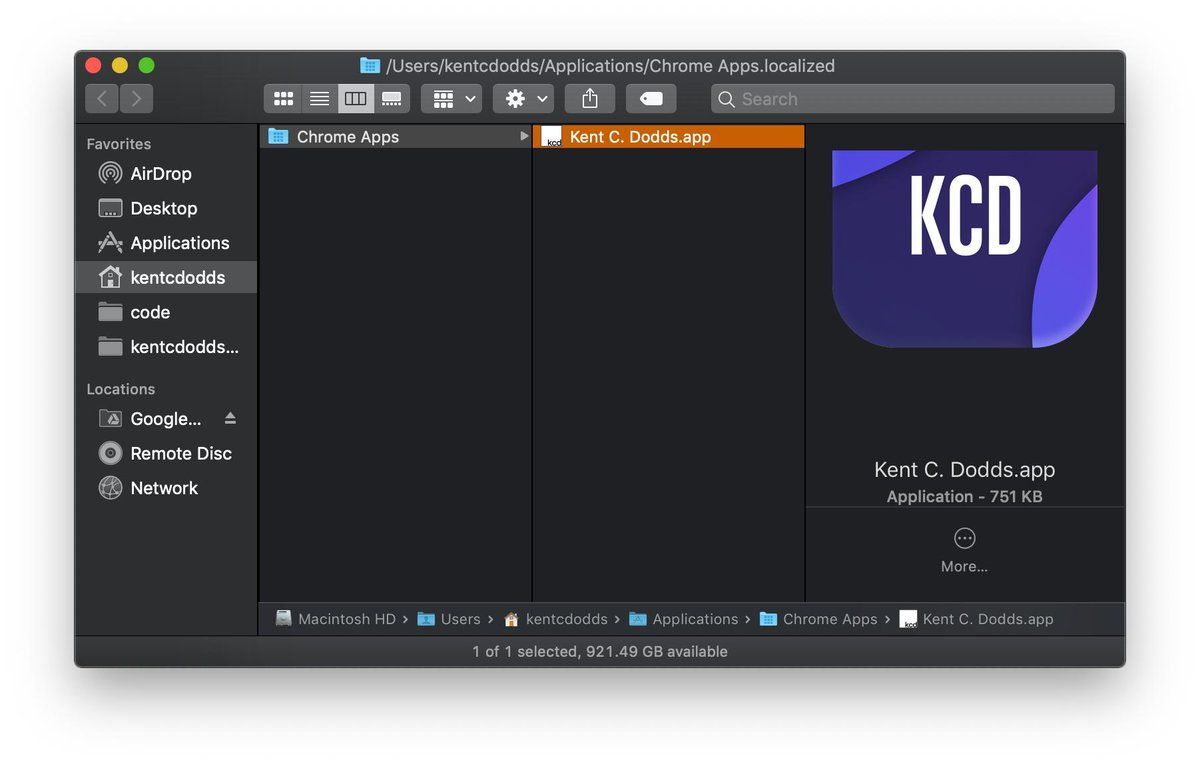 /Users/kentcdodds/Applications/Chrome Apps.localized
Search
Favorites
AirDrop
Desktop
Applications
kentcdodds
code
kentcdodds...
Locations
Google...
Remote Disc
Network
Chrome Apps
kcd
Kent C. Dodds.app
KCD
Kent C. Dodds.app
Application - 751 KB
More...
Macintosh HD › Users › kentcdodds › Applications › Chrome Apps › kcd Kent C. Dodds.app
1 of 1 selected, 921.49 GB available